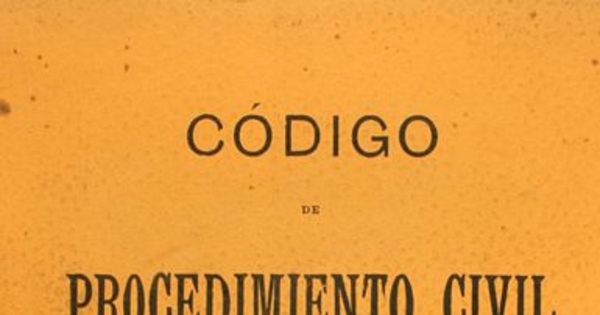 CÓDIGO
DE
PROCEDIMIENTO CIVIL